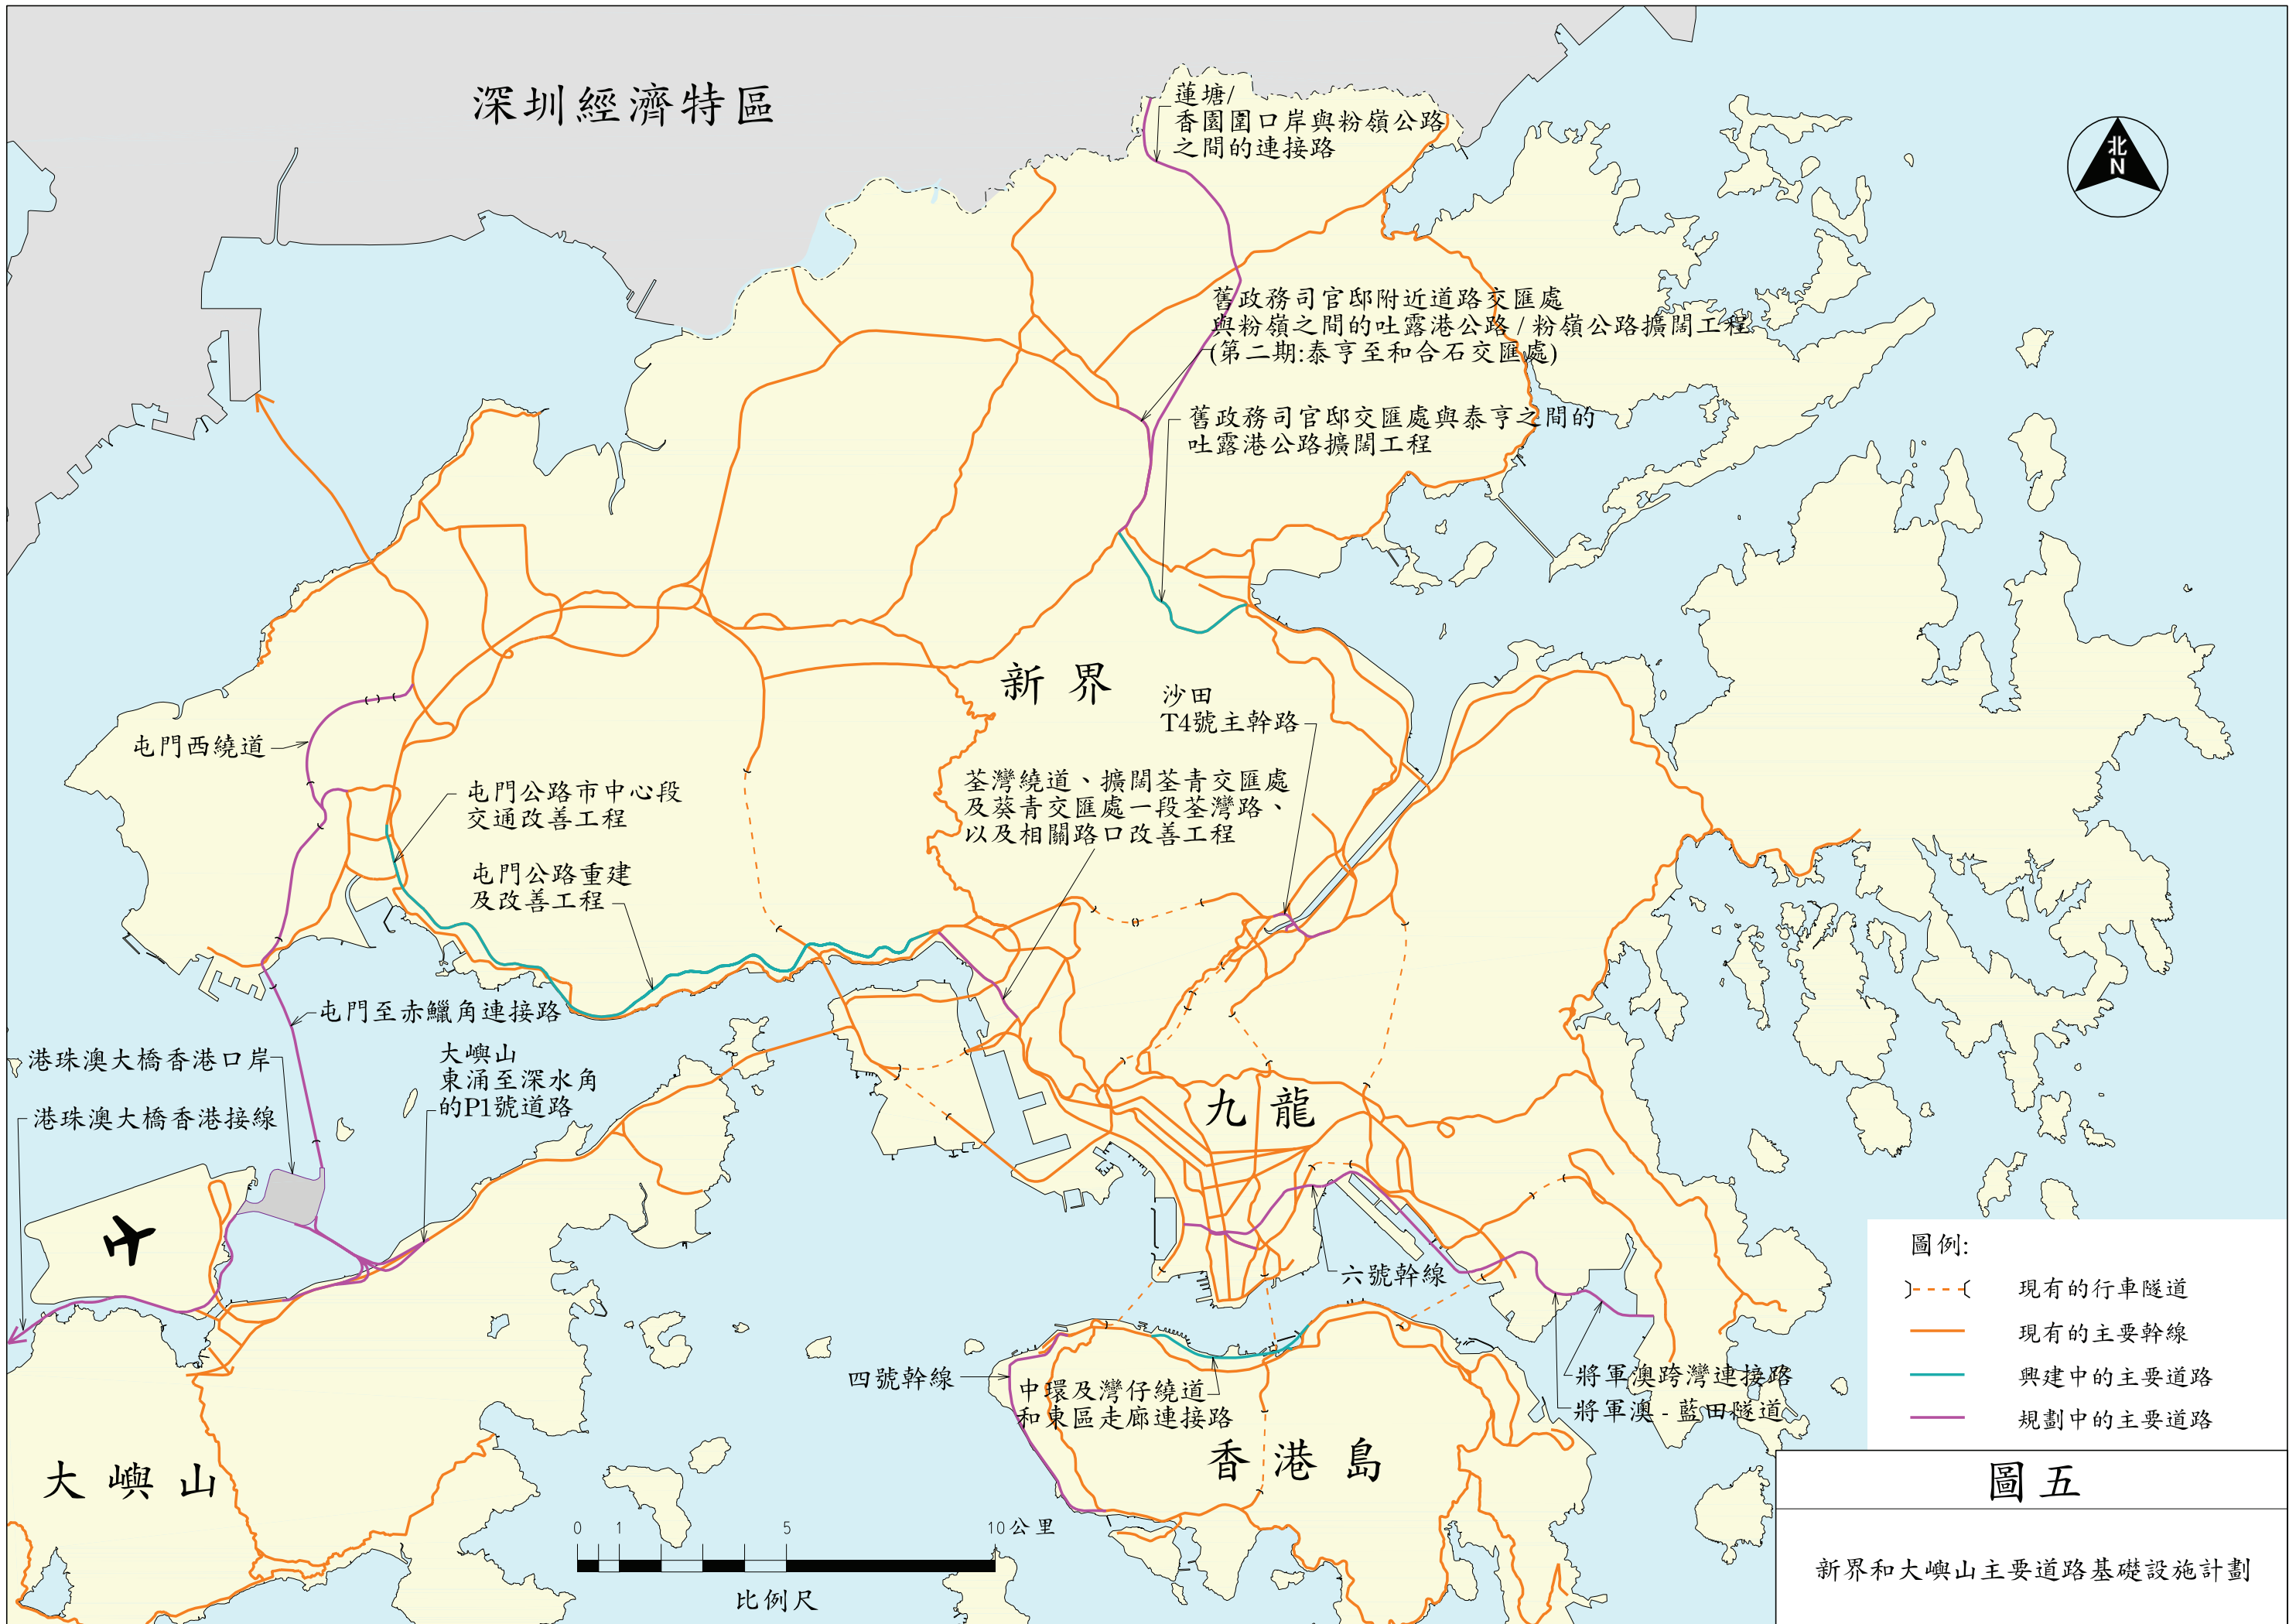 深圳經濟特區
蓮塘/
香園圍口岸與粉嶺公路
之間的連接路
北
N
舊政務司官邸附近道路交匯處
與粉嶺之間的吐露港公路 / 粉嶺公路擴闊工程
(第二期:泰亨至和合石交匯處)
舊政務司官邸交匯處與泰亨之間的
吐露港公路擴闊工程
新界
沙田
T4號主幹路
屯門西繞道
荃灣繞道、擴闊荃青交匯處
及葵青交匯處一段荃灣路、
以及相關路口改善工程
屯門公路市中心段
交通改善工程
屯門公路重建
及改善工程
屯門至赤鱲角連接路
港珠澳大橋香港口岸
大嶼山
東涌至深水角
的P1號道路
港珠澳大橋香港接線
九龍
六號幹線
四號幹線
中環及灣仔繞道
和東區走廊連接路
將軍澳跨灣連接路
將軍澳 - 藍田隧道
香港島
大嶼山
0 1 5 10公里
比例尺
圖例:
現有的行車隧道
現有的主要幹線
興建中的主要道路
規劃中的主要道路
圖五
新界和大嶼山主要道路基礎設施計劃